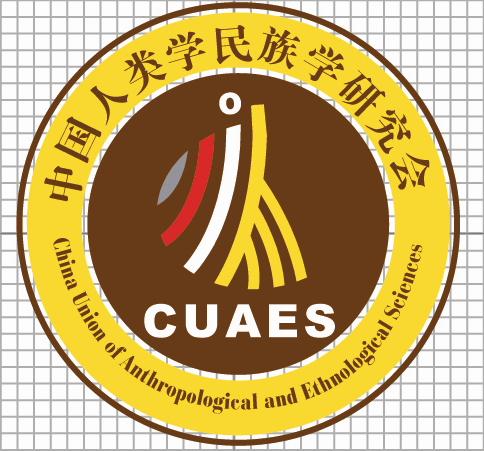 中国人类学民族学研究会
CUAES
China Union of Anthropological and Ethnological Sciences